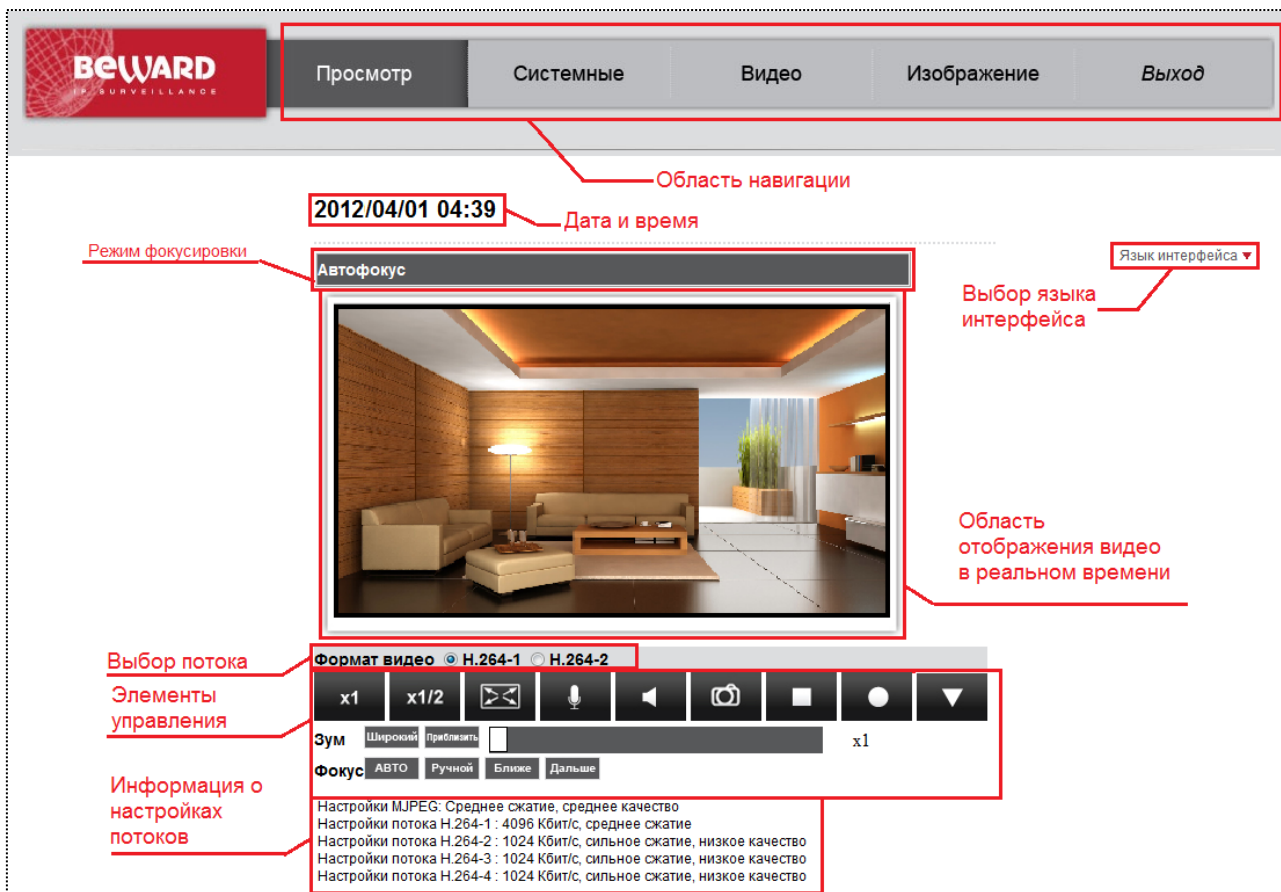 BEWARD
IP SURVEILLANCE
Просмотр
Системные
Видео
Изображение
Выход
Область навигации
2012/04/01 04:39
Дата и время
Режим фокусировки
Автофокус
Язык интерфейса
Выбор языка
интерфейса
Область
отображения видео
в реальном времени
Выбор потока
Формат видео H.264-1 H.264-2
Элементы
управления
x1
x1/2
Зум Широкий Приблизить x1
Фокус АВТО Ручной Ближе Дальше
Информация о
настройках
потоков
Настройки MJPEG: Среднее сжатие, среднее качество
Настройки потока H.264-1 : 4096 Кбит/с, среднее сжатие
Настройки потока H.264-2 : 1024 Кбит/с, сильное сжатие, низкое качество
Настройки потока H.264-3 : 1024 Кбит/с, сильное сжатие, низкое качество
Настройки потока H.264-4 : 1024 Кбит/с, сильное сжатие, низкое качество